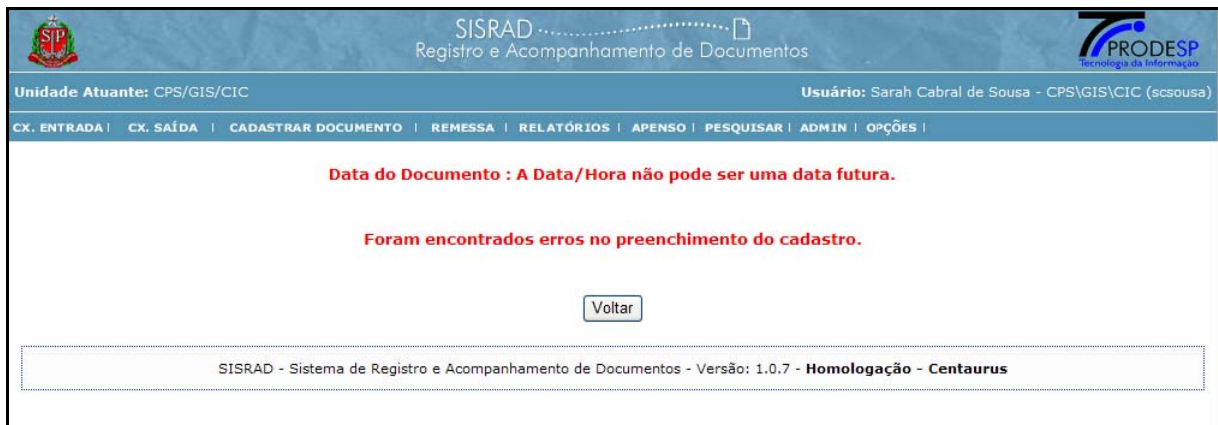 SISRAD
Registro e Acompanhamento de Documentos
SP
PRODESP
Tecnologia da Informação
Unidade Atuante: CPS/GIS/CIC
Usuário: Sarah Cabral de Sousa - CPS\GIS\CIC (scsousa)
CX. ENTRADA | CX. SAÍDA | CADASTRAR DOCUMENTO | REMESSA | RELATÓRIOS | APENSO | PESQUISAR | ADMIN | OPÇÕES |
Data do Documento : A Data/Hora não pode ser uma data futura.
Foram encontrados erros no preenchimento do cadastro.
Voltar
SISRAD - Sistema de Registro e Acompanhamento de Documentos - Versão: 1.0.7 - Homologação - Centaurus